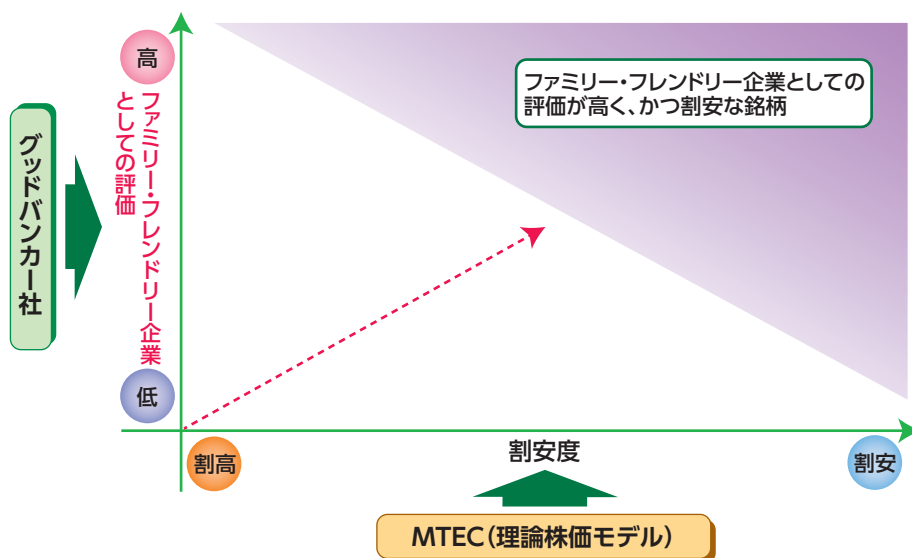 高
ファミリー・フレンドリー企業としての
評価が高く、かつ割安な銘柄
グッドバンカー社
ファミリー・フレンドリー企業
としての評価
低
割高
割安度
割安
MTEC(理論株価モデル)